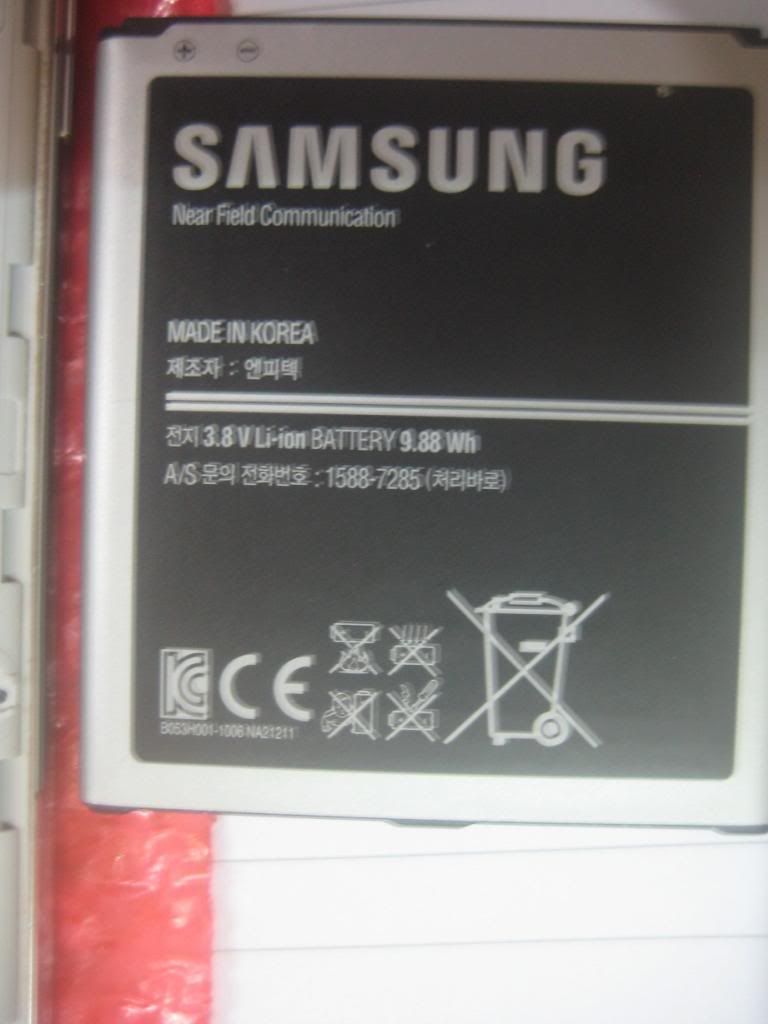 SAMSUNG
Near Field Communication
MADE IN KOREA
제조자 : 엔피텍
전지 3.8 V Li-ion BATTERY 9.88 Wh
A/S 문의 전화번호 : 1588-7285 (처리바로)
KC CE
B053H001-1006 NA21211